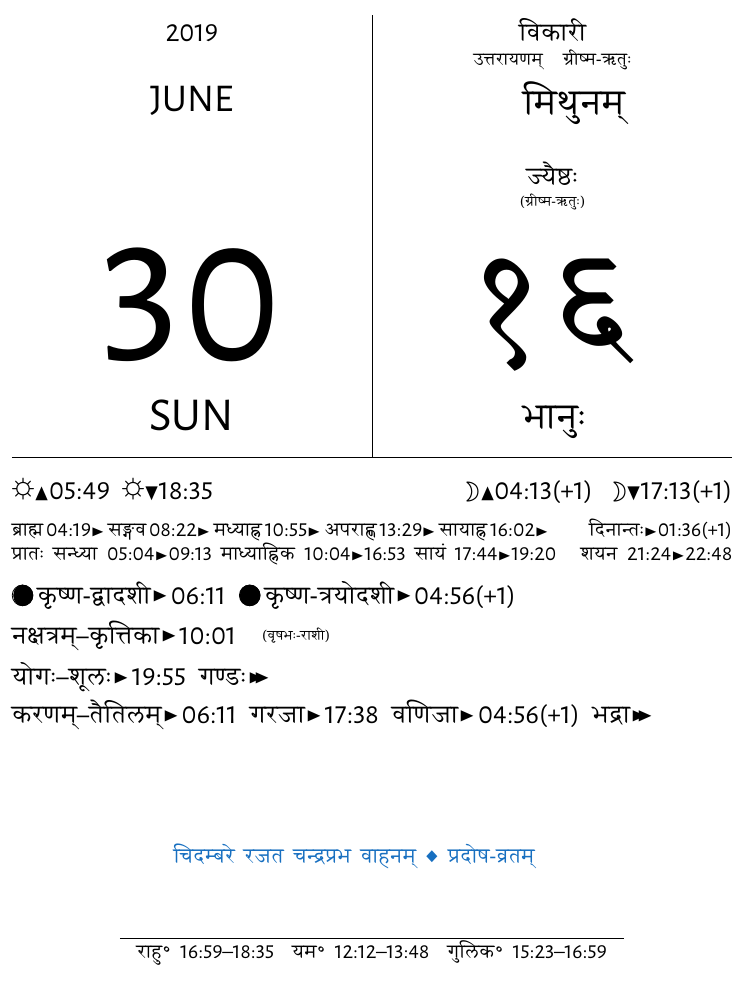 2019
JUNE
30
SUN
विकारी
उत्तरायणम् ग्रीष्म-ऋतुः
मिथुनम्
ज्यैष्ठः
(ग्रीष्म-ऋतुः)
१६
भानुः
☼▲05:49 ☼▼18:35 ☽▲04:13(+1) ☽▼17:13(+1)
ब्राह्म 04:19► सङ्गव 08:22► मध्याह्न 10:55► अपराह्ण 13:29► सायाह्न 16:02► दिनान्तः►01:36(+1)
प्रातः सन्ध्या 05:04►09:13 माध्याह्निक 10:04►16:53 सायं 17:44►19:20 शयन 21:24►22:48
कृष्ण-द्वादशी► 06:11 कृष्ण-त्रयोदशी►04:56(+1)
नक्षत्रम्–कृत्तिका►10:01 (वृषभः-राशी)
योगः–शूलः►19:55 गण्डः►►
करणम्–तैतिलम्► 06:11 गरजा►17:38 वणिजा► 04:56(+1) भद्रा►►
चिदम्बरे रजत चन्द्रप्रभ वाहनम् ◆ प्रदोष-व्रतम्
राहु° 16:59–18:35 यम° 12:12–13:48 गुलिक° 15:23–16:59